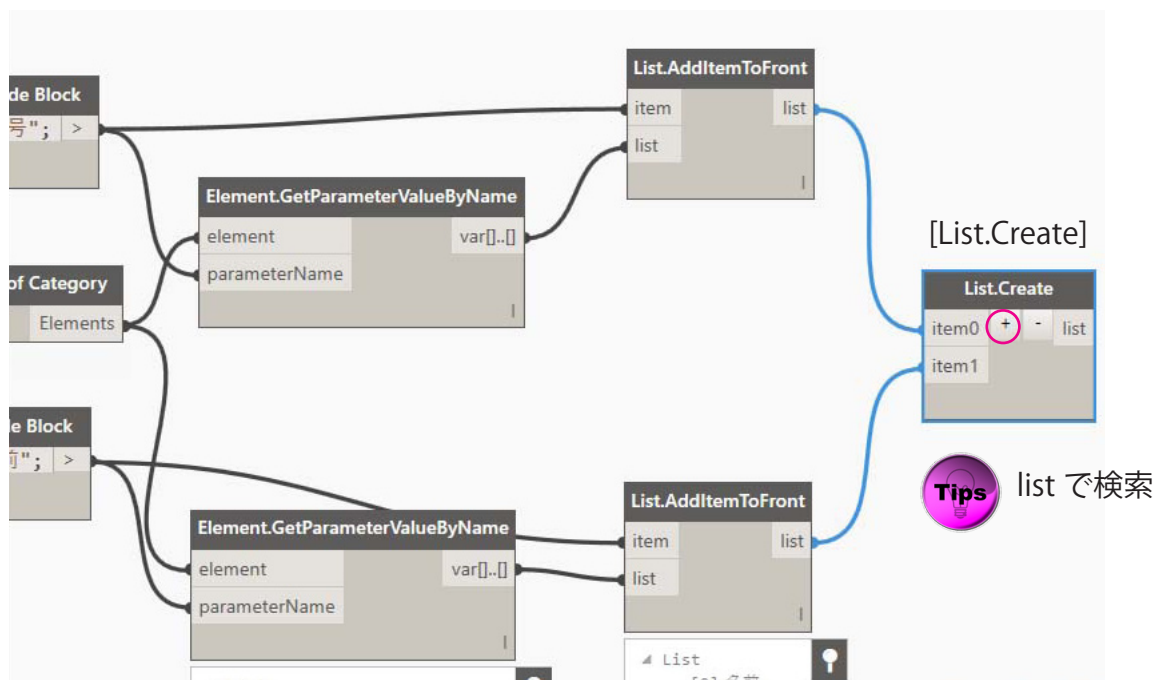 List.AddItemToFront
item list
list
de Block
号"; >
Element.GetParameterValueByName
element var[]..[]
parameterName
[List.Create]
of Category
Elements
List.Create
item0 + - list
item1
Tips list で検索
e Block
前"; >
List.AddItemToFront
item list
list
Element.GetParameterValueByName
element var[]..[]
parameterName
List